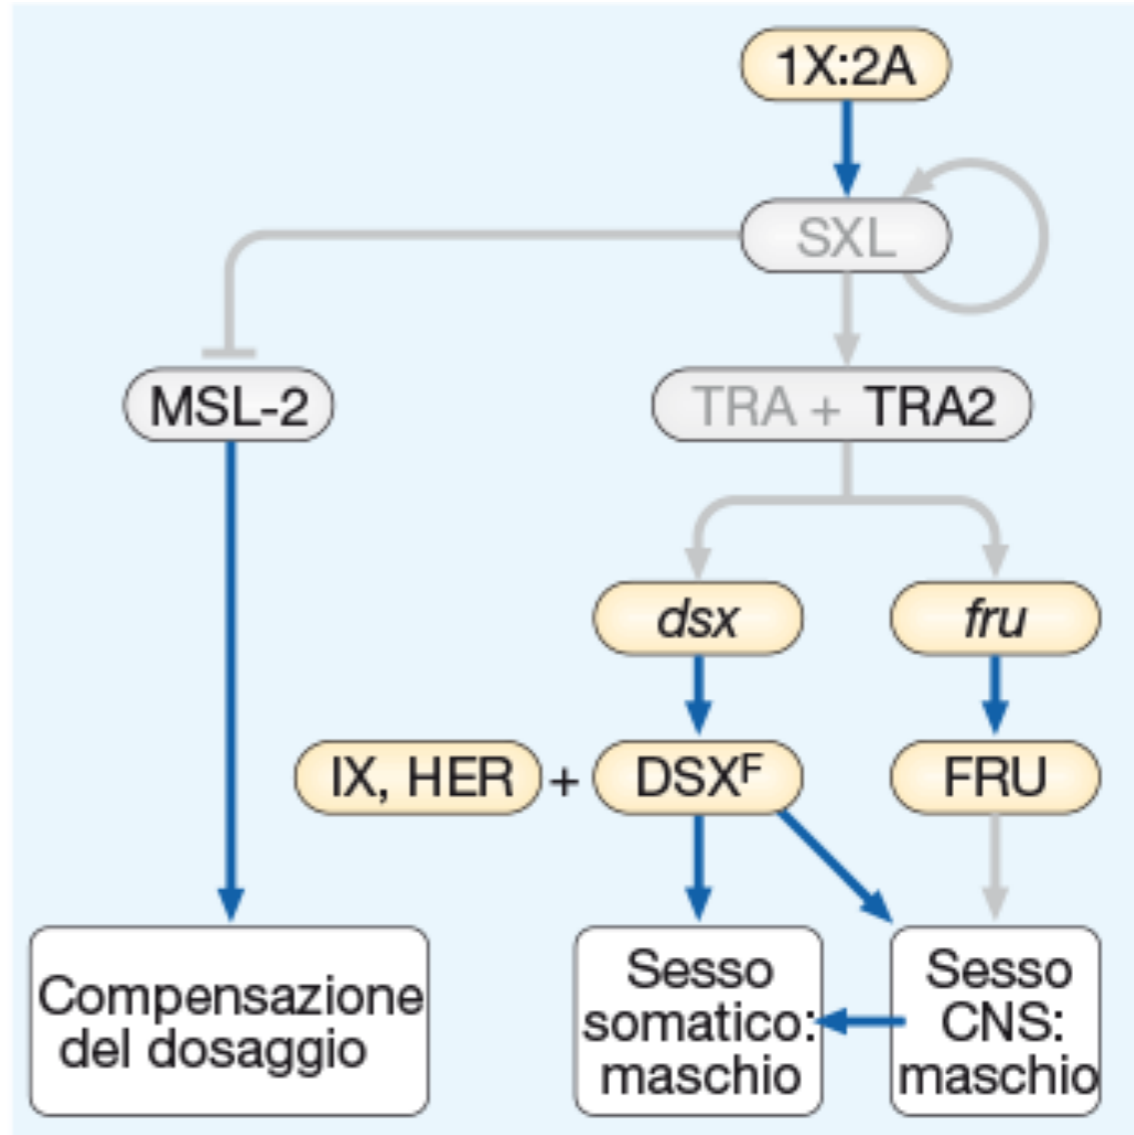 1X:2A
SXL
MSL-2
TRA + TRA2
dsx
fru
IX, HER + DSXF
FRU
Compensazione
del dosaggio
Sesso
somatico:
maschio
Sesso
CNS:
maschio